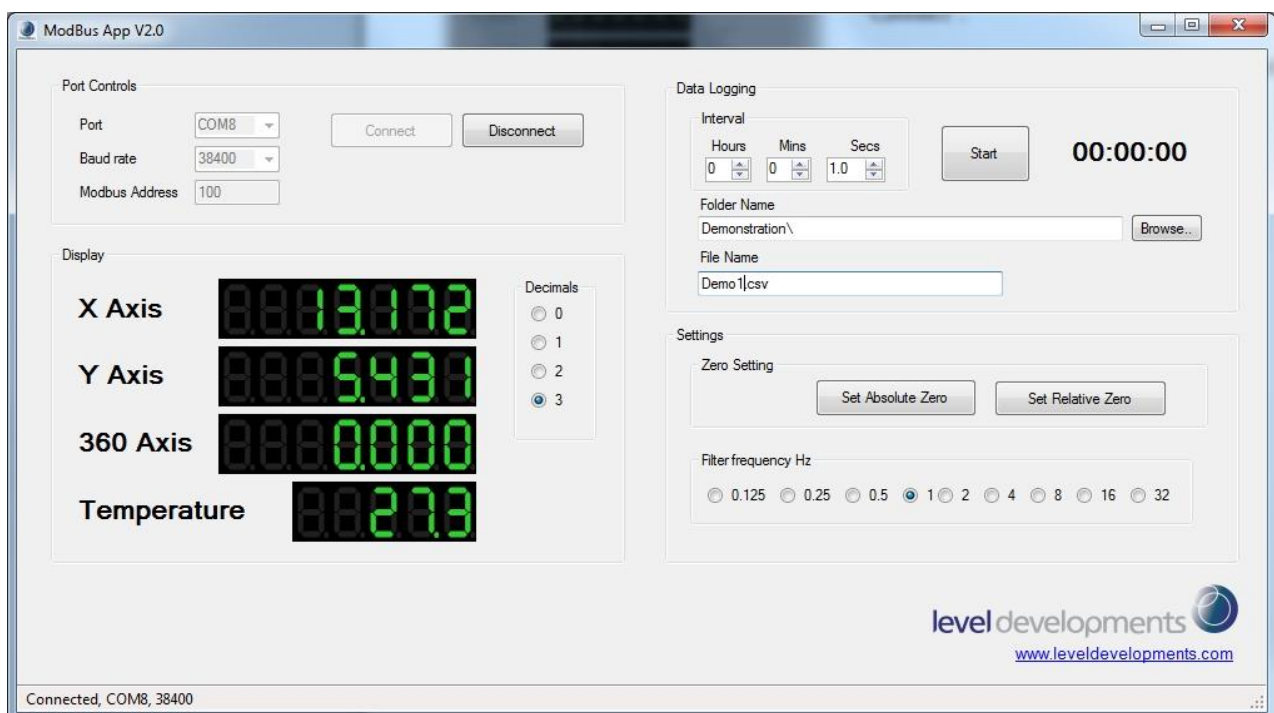 ModBus App V2.0
Port Controls
Port
COM8
Connect
Disconnect
Baud rate
38400
Modbus Address
100
Display
X Axis
13.172
Y Axis
5.431
360 Axis
0.000
Temperature
27.3
Decimals
0
1
2
3
Data Logging
Interval
Hours
Mins
Secs
0
0
1.0
Start
00:00:00
Folder Name
Demonstration\
Browse..
File Name
Demo1.csv
Settings
Zero Setting
Set Absolute Zero
Set Relative Zero
Filter frequency Hz
0.125 0.25 0.5 1 2 4 8 16 32
level developments
www.leveldevelopments.com
Connected, COM8, 38400